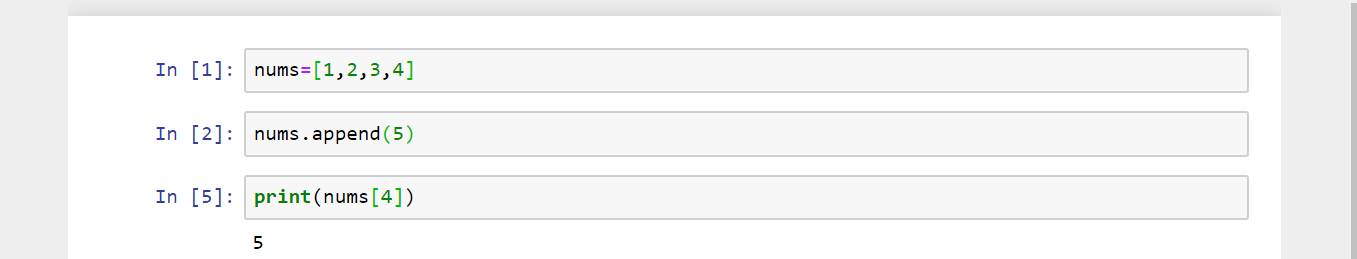 In [1]: nums=[1,2,3,4]
In [2]: nums.append(5)
In [5]: print(nums[4])
5